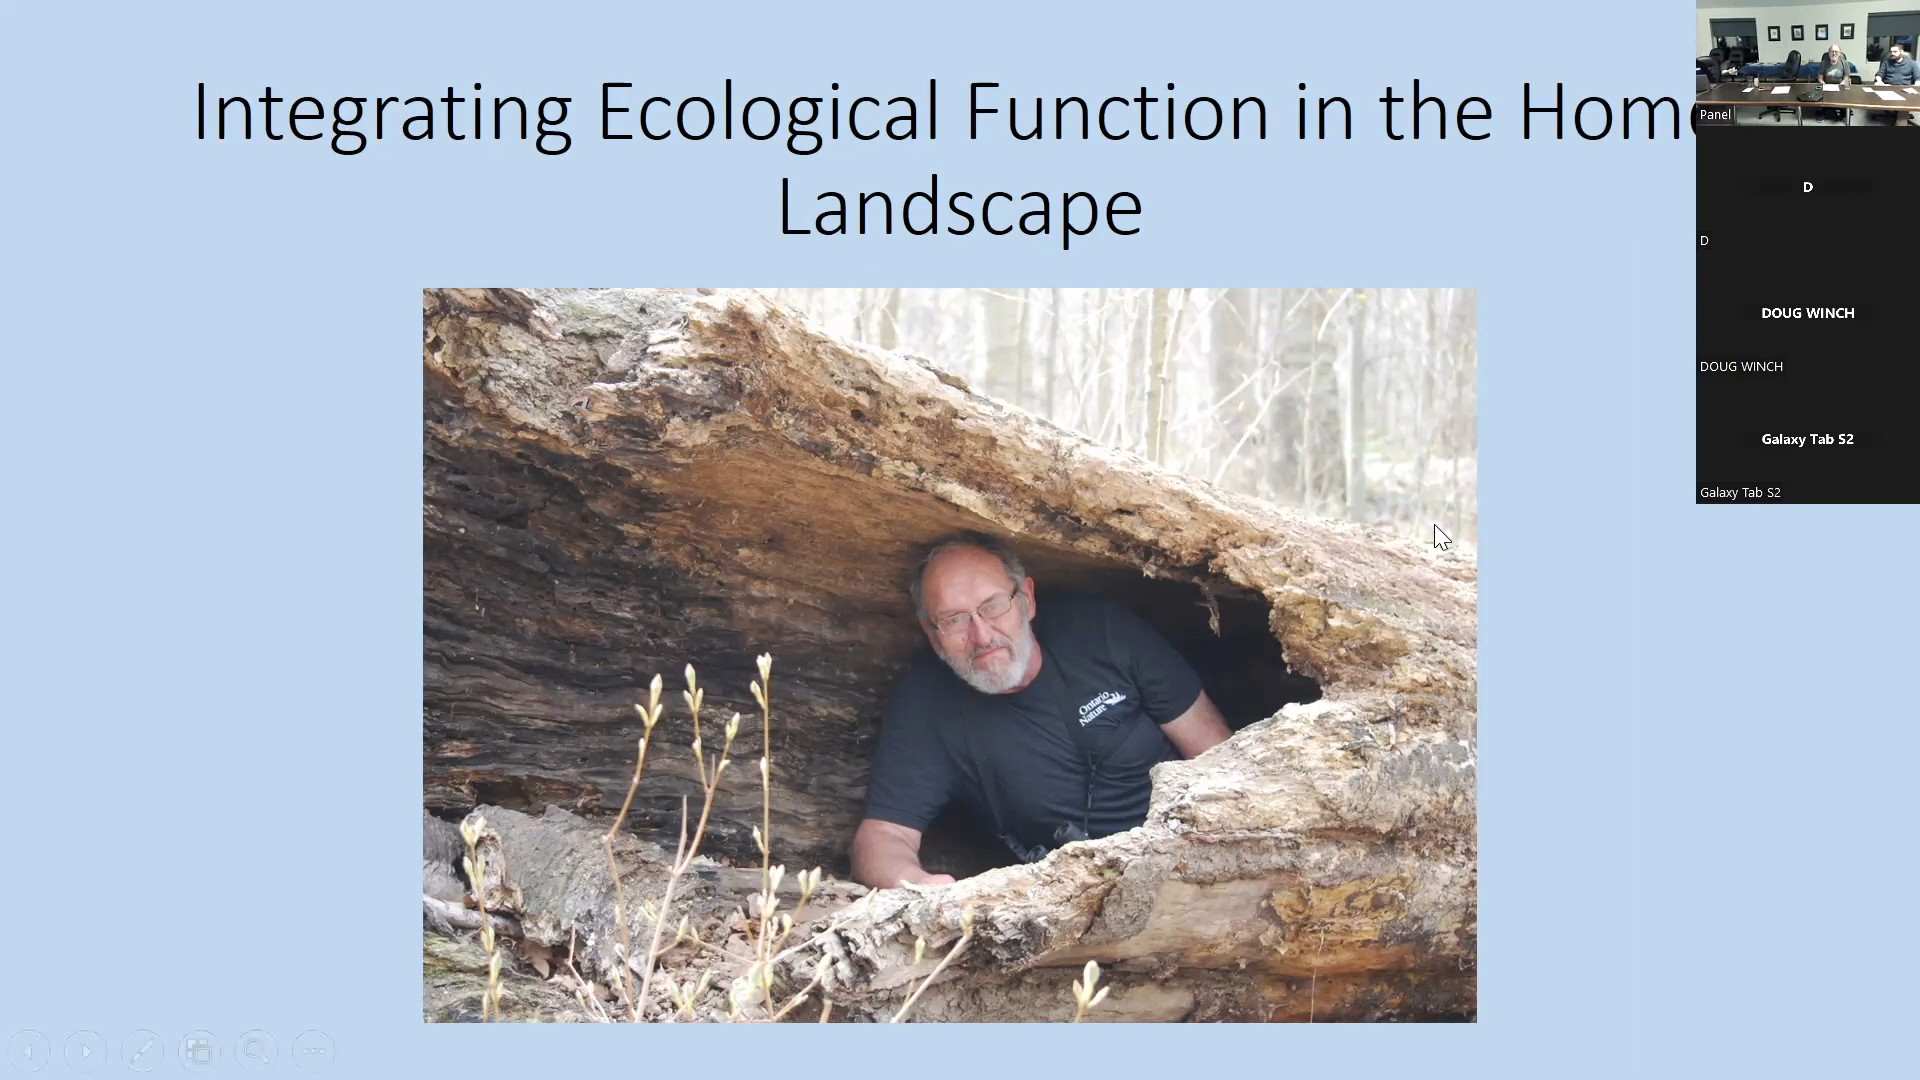 Integrating Ecological Function in the Home
Landscape
Ontario
Nature
Panel
D
D
DOUG WINCH
DOUG WINCH
Galaxy Tab S2
Galaxy Tab S2